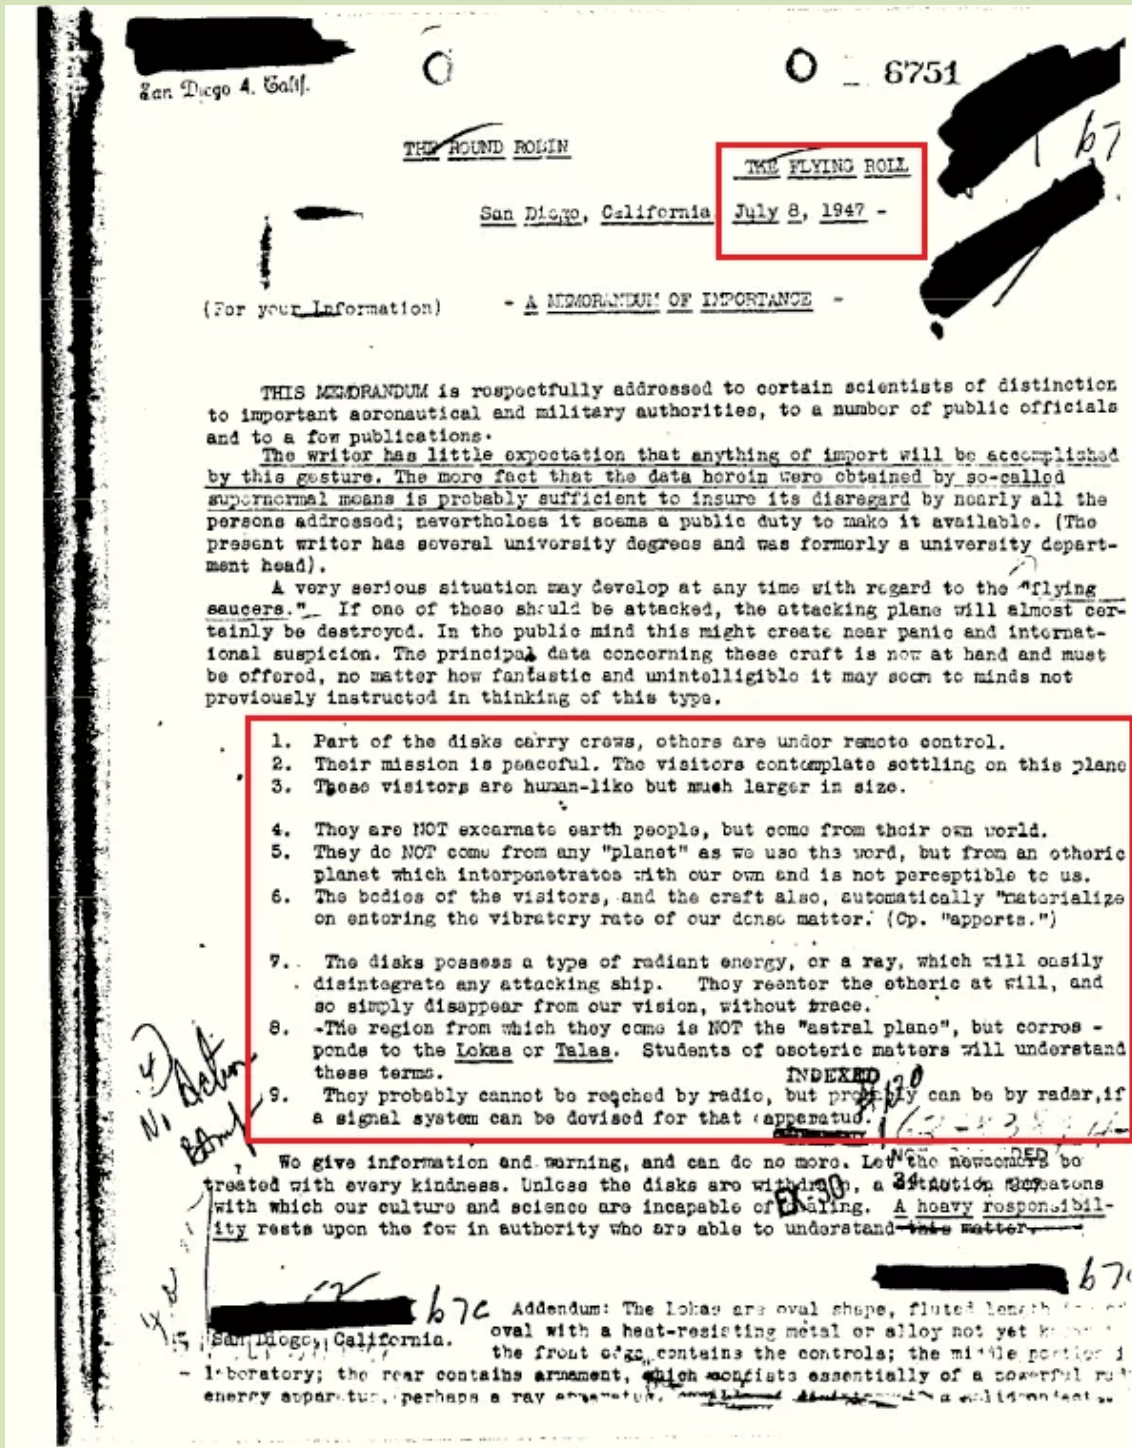 San Diego 4, Calif.
6751
THE ROUND ROBIN
THE FLYING ROLL
b7
San Diego, California, July 8, 1947 -
(For your Information) - A MEMORANDUM OF IMPORTANCE -
THIS MEMORANDUM is respectfully addressed to certain scientists of distinction
to important aeronautical and military authorities, to a number of public officials
and to a few publications.
The writer has little expectation that anything of import will be accomplished
by this gesture. The mere fact that the data herein were obtained by so-called
supernormal means is probably sufficient to insure its disregard by nearly all the
persons addressed; nevertheless it seems a public duty to make it available. (The
present writer has several university degrees and was formerly a university depart-
ment head).
A very serious situation may develop at any time with regard to the "flying
saucers." If one of these should be attacked, the attacking plane will almost cer-
tainly be destroyed. In the public mind this might create near panic and internat-
ional suspicion. The principal data concerning these craft is now at hand and must
be offered, no matter how fantastic and unintelligible it may seem to minds not
previously instructed in thinking of this type.
1. Part of the disks carry crews, others are under remote control.
2. Their mission is peaceful. The visitors contemplate settling on this plane
3. These visitors are human-like but much larger in size.
4. They are NOT excarnate earth people, but come from their own world.
5. They do NOT come from any "planet" as we use the word, but from an etheric
planet which interpenetrates with our own and is not perceptible to us.
6. The bodies of the visitors, and the craft also, automatically "materialize
on entering the vibratory rate of our dense matter. (Cp. "apports.")
7. The disks possess a type of radiant energy, or a ray, which will easily
disintegrate any attacking ship. They reenter the etheric at will, and
so simply disappear from our vision, without trace.
8. The region from which they come is NOT the "astral plane", but corres -
ponds to the Lokas or Talas. Students of esoteric matters will understand
these terms.
INDEXED
9. They probably cannot be reached by radio, but probably can be by radar, if
a signal system can be devised for that apparatus.
No Action
We give information and warning, and can do no more. Let the newcomers be
treated with every kindness. Unless the disks are withdrawn, a
with which our culture and science are incapable of dealing. A heavy responsibil-
EX-30
ity rests upon the few in authority who are able to understand this matter.
b7c
b7c
Addendum: The Lokas are oval shape, fluted length
San Diego, California. oval with a heat-resisting metal or alloy not yet
the front cage contains the controls; the middle portion
laboratory; the rear contains armament, which consists essentially of a powerful
energy apparatus, perhaps a ray